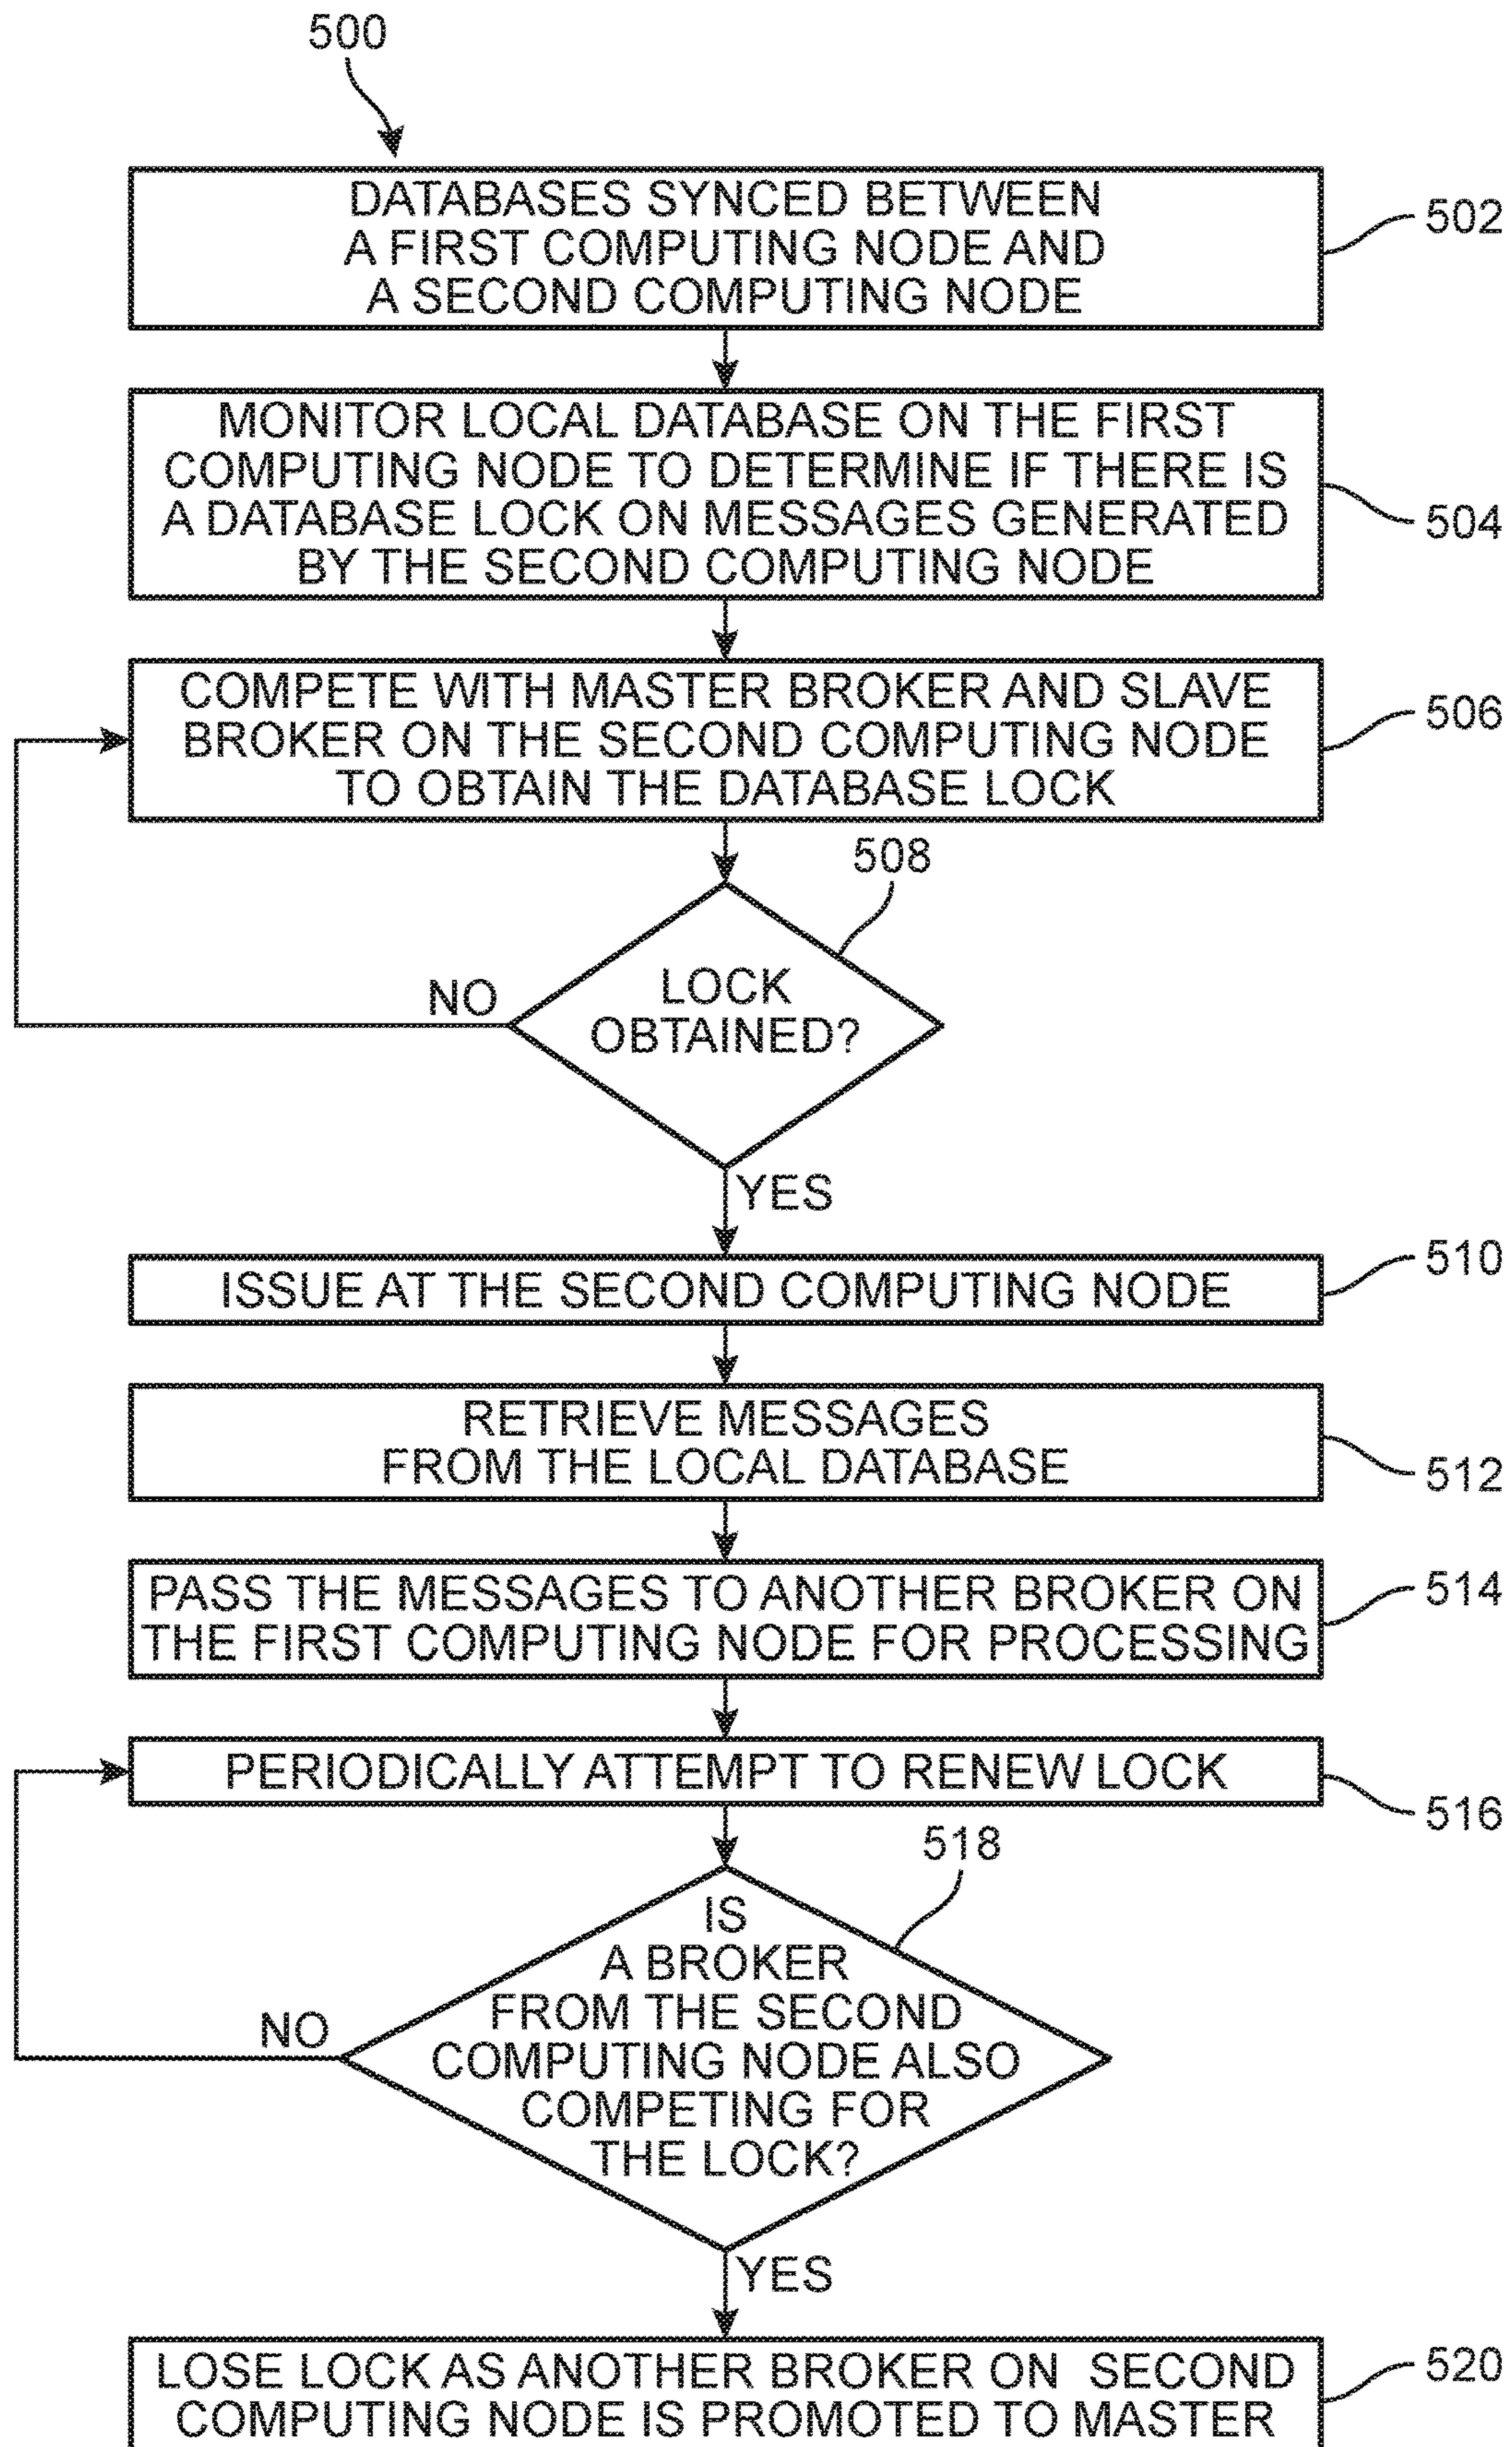 500
DATABASES SYNCED BETWEEN
A FIRST COMPUTING NODE AND
A SECOND COMPUTING NODE
502
MONITOR LOCAL DATABASE ON THE FIRST
COMPUTING NODE TO DETERMINE IF THERE IS
A DATABASE LOCK ON MESSAGES GENERATED
BY THE SECOND COMPUTING NODE
504
COMPETE WITH MASTER BROKER AND SLAVE
BROKER ON THE SECOND COMPUTING NODE
TO OBTAIN THE DATABASE LOCK
506
508
LOCK
OBTAINED?
NO
YES
ISSUE AT THE SECOND COMPUTING NODE
510
RETRIEVE MESSAGES
FROM THE LOCAL DATABASE
512
PASS THE MESSAGES TO ANOTHER BROKER ON
THE FIRST COMPUTING NODE FOR PROCESSING
514
PERIODICALLY ATTEMPT TO RENEW LOCK
516
518
IS
A BROKER
FROM THE SECOND
COMPUTING NODE ALSO
COMPETING FOR
THE LOCK?
NO
YES
LOSE LOCK AS ANOTHER BROKER ON SECOND
COMPUTING NODE IS PROMOTED TO MASTER
520